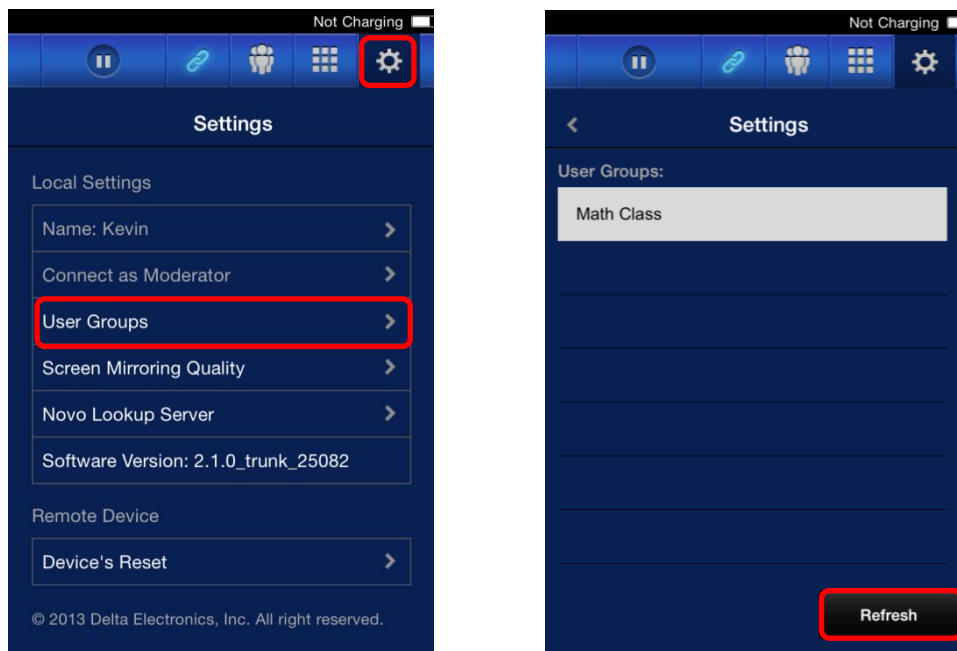 Not Charging
Settings
Local Settings
Name: Kevin
Connect as Moderator
User Groups
Screen Mirroring Quality
Novo Lookup Server
Software Version: 2.1.0_trunk_25082
Remote Device
Device's Reset
© 2013 Delta Electronics, Inc. All right reserved.
Not Charging
Settings
User Groups:
Math Class
Refresh